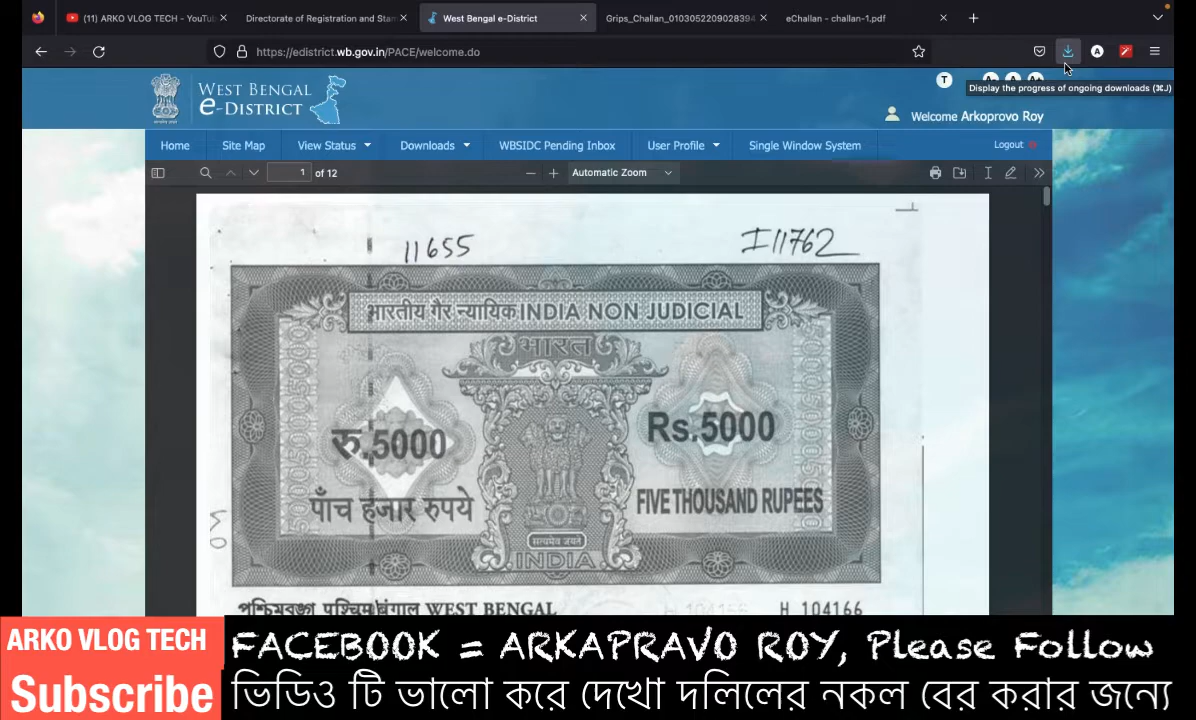 (11) ARKO VLOG TECH - YouTu
Directorate of Registration and Stam
West Bengal e-District
Grips_Challan_0103052209028394
eChallan - challan-1.pdf
https://edistrict.wb.gov.in/PACE/welcome.do
Display the progress of ongoing downloads (⌘J)
WEST BENGAL
e-DISTRICT
T
Welcome Arkoprovo Roy
Home Site Map View Status Downloads WBSIDC Pending Inbox User Profile Single Window System Logout
1 of 12
Automatic Zoom
11655 I11762
भारतीय गैर न्यायिक INDIA NON JUDICIAL
भारत
रु.5000 Rs.5000
पाँच हजार रुपये FIVE THOUSAND RUPEES
सत्यमेव जयते
INDIA
পশ্চিমবঙ্গ पश्चिम बंगाल WEST BENGAL H 104166
ARKO VLOG TECH
Subscribe
FACEBOOK = ARKAPRAVO ROY, Please Follow
ভিডিও টি ভালো করে দেখো দলিলের নকল বের করার জন্যে